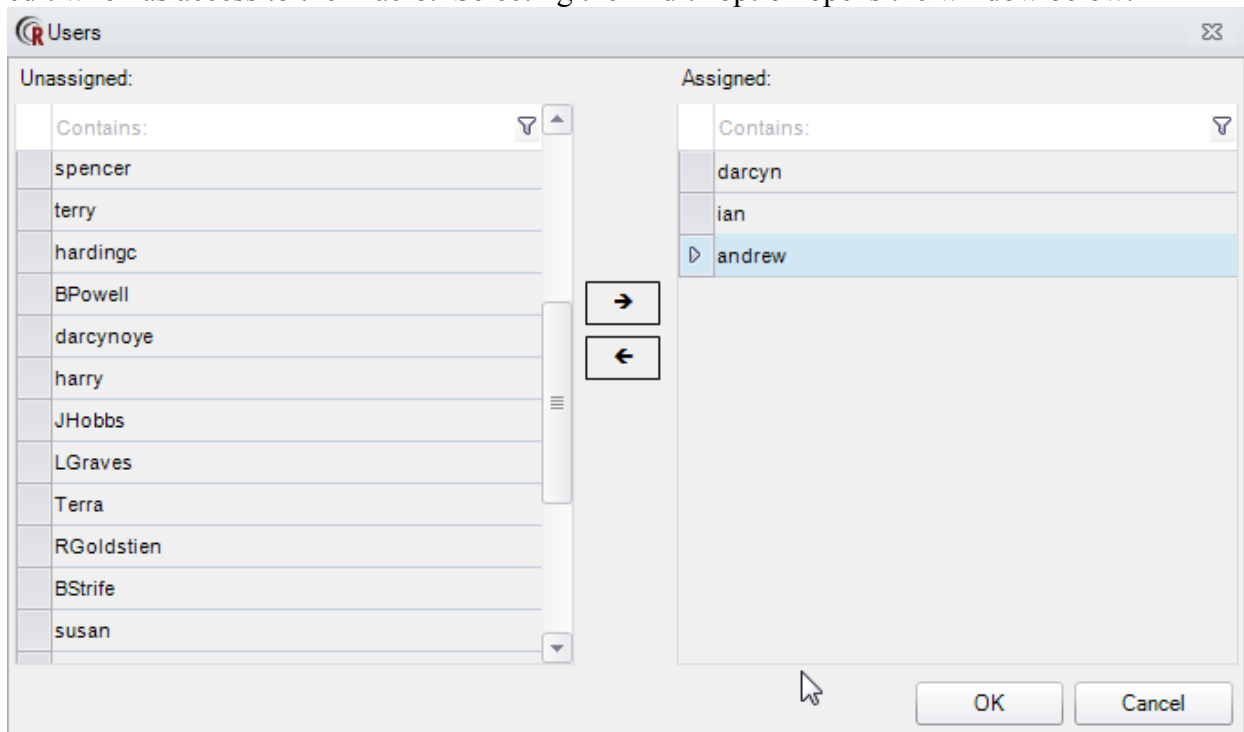 Users
Unassigned:
Assigned:
Contains:
spencer
terry
hardingc
BPowell
darcynoye
harry
JHobbs
LGraves
Terra
RGoldstien
BStrife
susan
Contains:
darcyn
ian
andrew
OK
Cancel